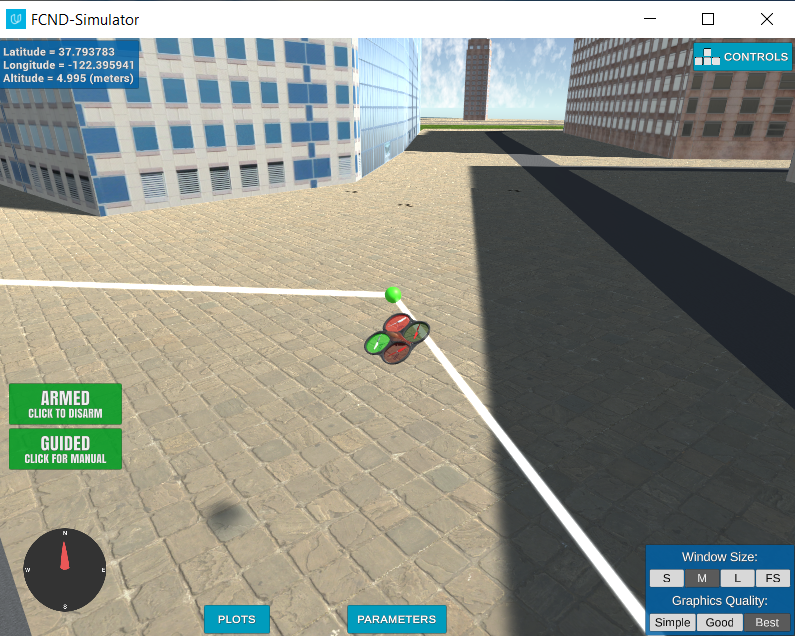 FCND-Simulator
Latitude = 37.793783
Longitude = -122.395941
Altitude = 4.995 (meters)
CONTROLS
ARMED
CLICK TO DISARM
GUIDED
CLICK FOR MANUAL
N
W E
S
PLOTS
PARAMETERS
Window Size:
S M L FS
Graphics Quality:
Simple Good Best